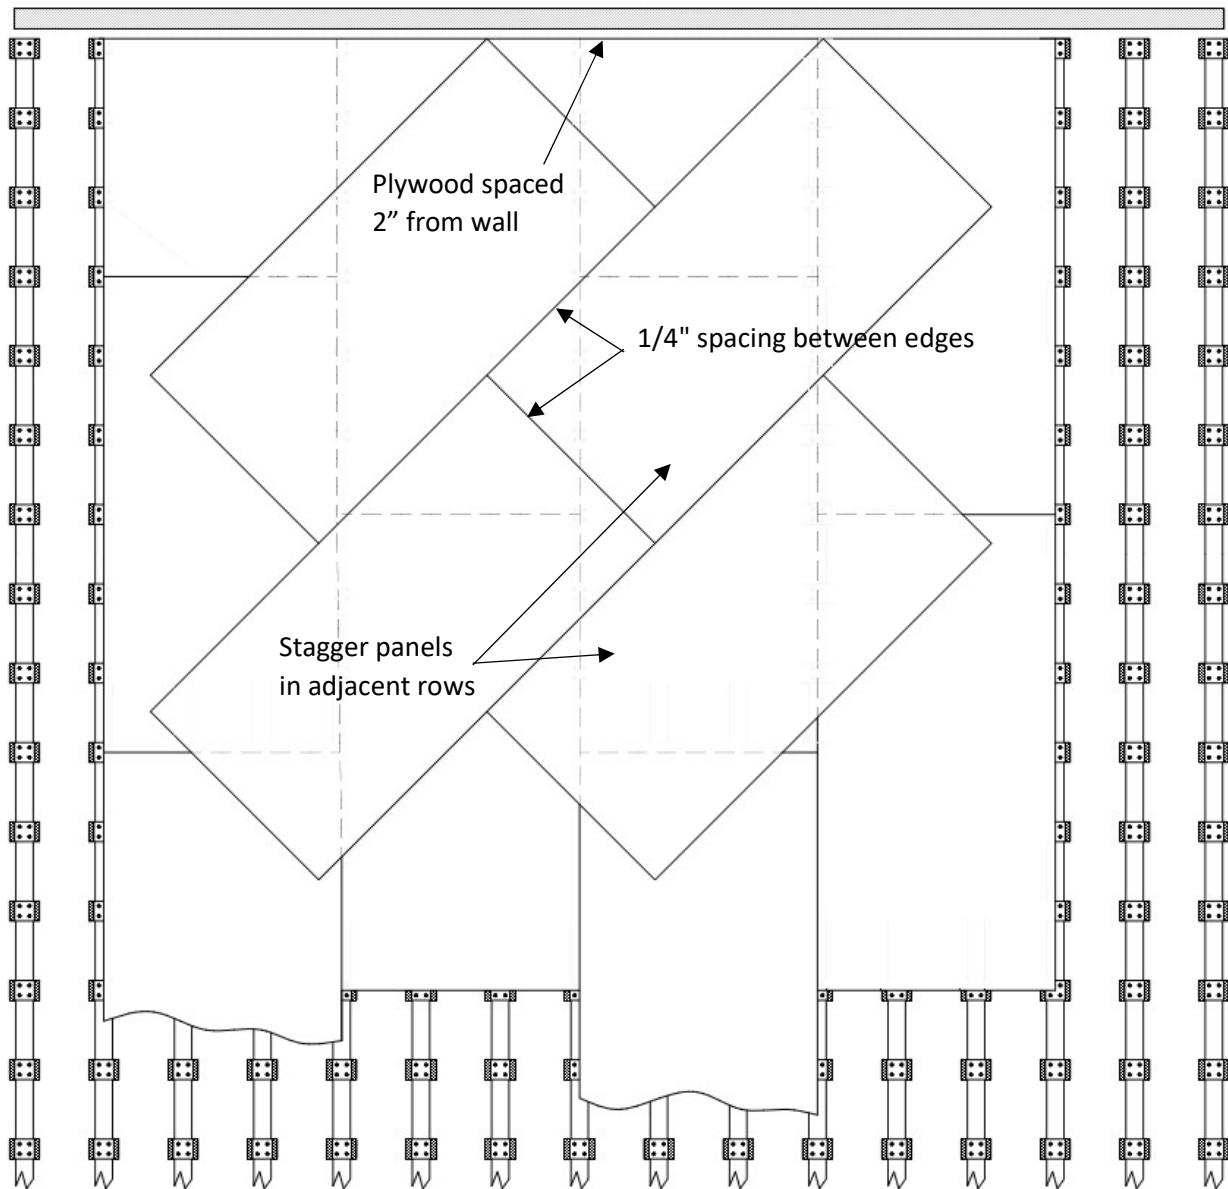 Plywood spaced
2” from wall
1/4" spacing between edges
Stagger panels
in adjacent rows